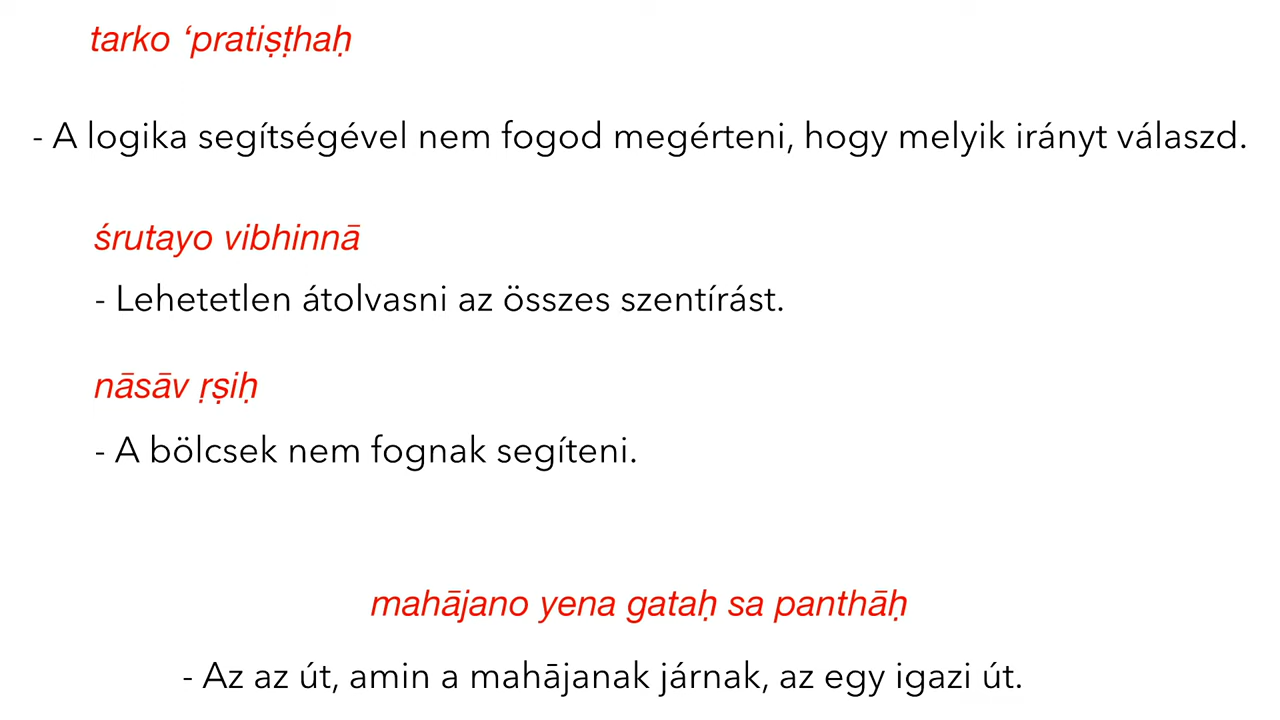 tarko ‘pratiṣṭhaḥ
- A logika segítségével nem fogod megérteni, hogy melyik irányt válaszd.
śrutayo vibhinnā
- Lehetetlen átolvasni az összes szentírást.
nāsāv ṛṣiḥ
- A bölcsek nem fognak segíteni.
mahājano yena gataḥ sa panthāḥ
- Az az út, amin a mahājanak járnak, az egy igazi út.